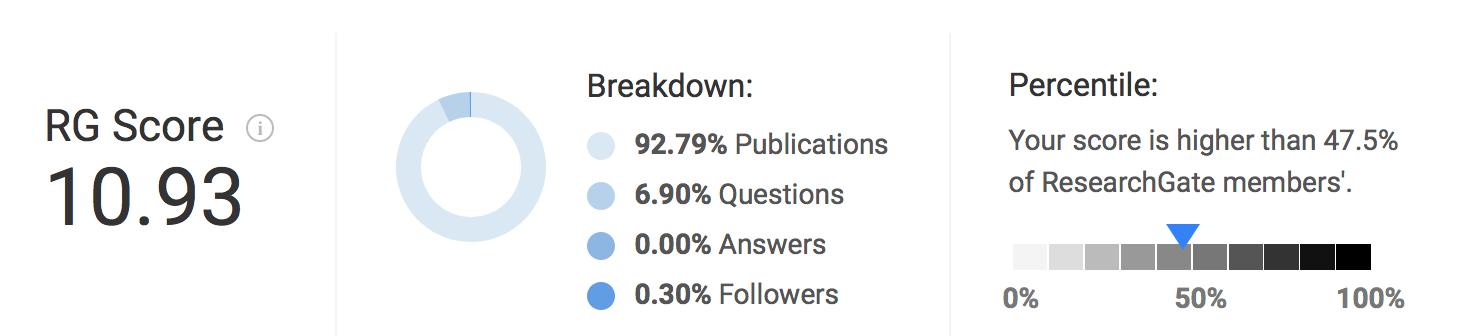 RG Score
10.93
Breakdown:
92.79% Publications
6.90% Questions
0.00% Answers
0.30% Followers
Percentile:
Your score is higher than 47.5%
of ResearchGate members'.
0% 50% 100%